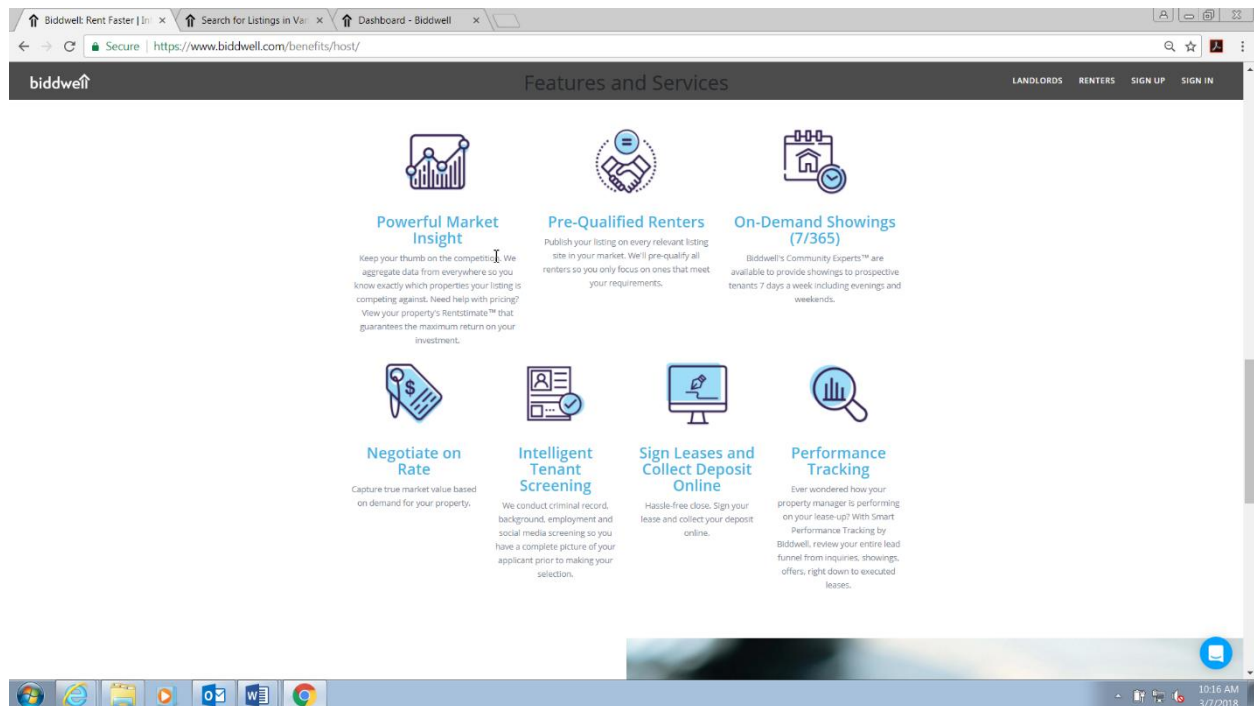 Biddwell: Rent Faster | In
Search for Listings in Van
Dashboard - Biddwell
Secure | https://www.biddwell.com/benefits/host/
biddwell
Features and Services
LANDLORDS RENTERS SIGN UP SIGN IN
Powerful Market
Insight
Keep your thumb on the competition. We
aggregate data from everywhere so you
know exactly which properties your listing is
competing against. Need help with pricing?
View your property's Rentstimate™ that
guarantees the maximum return on your
investment.
Pre-Qualified Renters
Publish your listing on every relevant listing
site in your market. We'll pre-qualify all
renters so you only focus on ones that meet
your requirements.
On-Demand Showings
(7/365)
Biddwell's Community Experts™ are
available to provide showings to prospective
tenants 7 days a week including evenings and
weekends.
Negotiate on
Rate
Capture true market value based
on demand for your property.
Intelligent
Tenant
Screening
We conduct criminal record,
background, employment and
social media screening so you
have a complete picture of your
applicant prior to making your
selection.
Sign Leases and
Collect Deposit
Online
Hassle-free close. Sign your
lease and collect your deposit
online.
Performance
Tracking
Ever wondered how your
property manager is performing
on your lease-up? With Smart
Performance Tracking by
Biddwell, review your entire lead
funnel from inquiries, showings,
offers, right down to executed
leases.
10:16 AM
3/7/2018